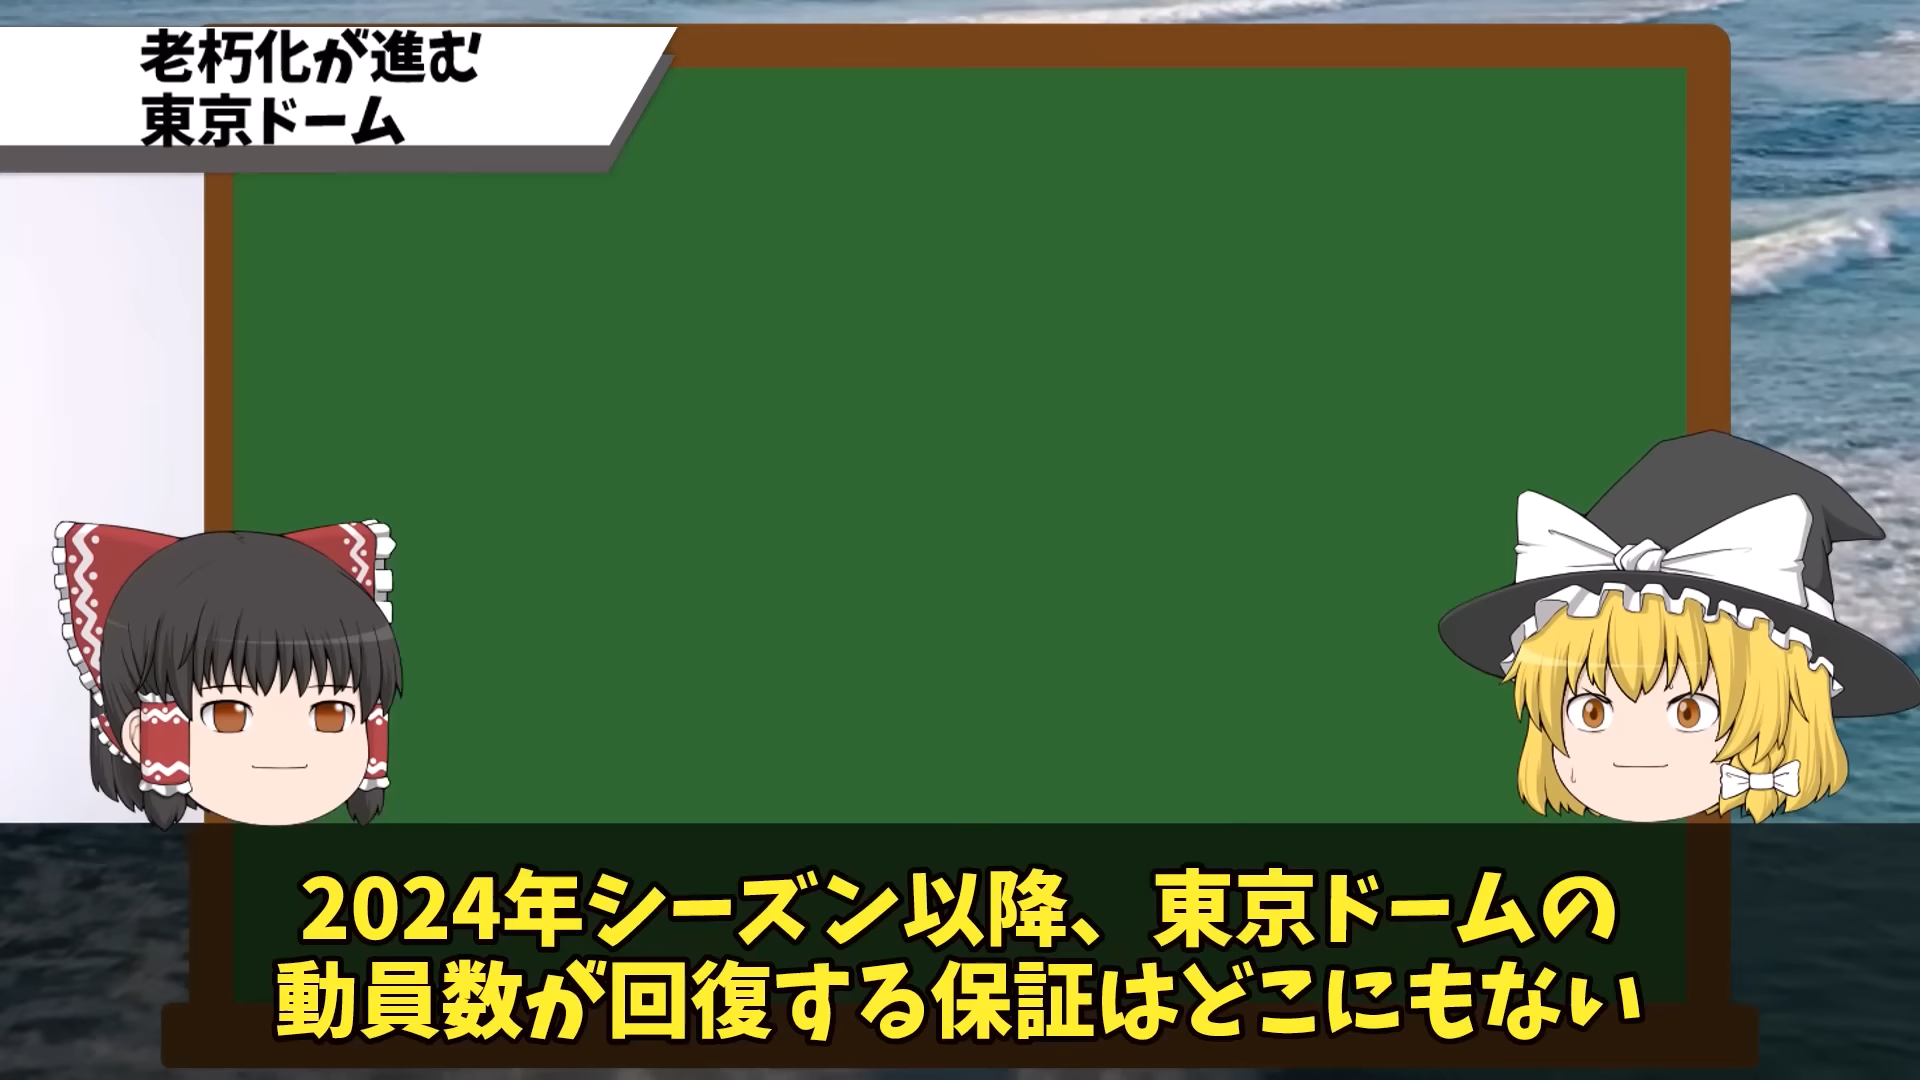 老朽化が進む
東京ドーム
2024年シーズン以降、東京ドームの
動員数が回復する保証はどこにもない